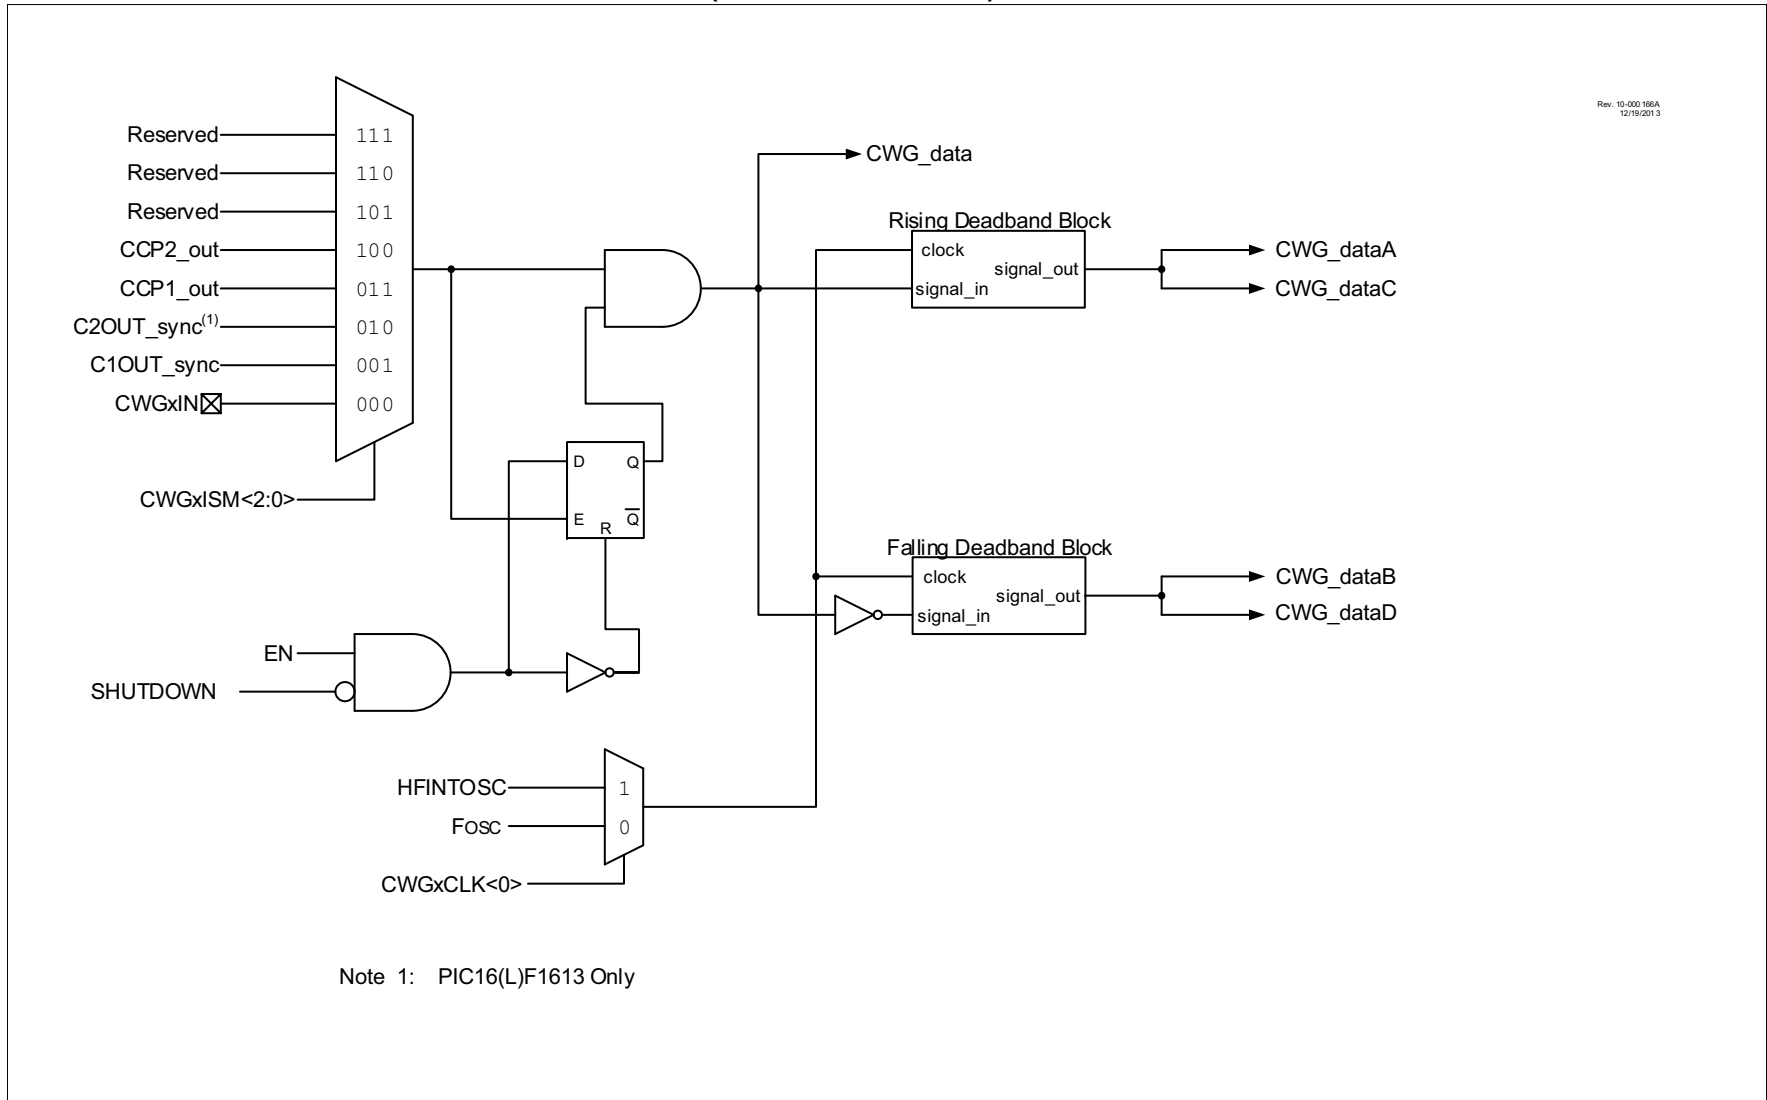 Rev. 10-000 166A
12/19/2013
Reserved
111
Reserved
110
Reserved
101
CCP2_out
100
CCP1_out
011
C2OUT_sync(1)
010
C1OUT_sync
001
CWGxIN
000
CWGxISM<2:0>
CWG_data
Rising Deadband Block
clock
signal_out
signal_in
CWG_dataA
CWG_dataC
D
Q
E
R
Q̅
Falling Deadband Block
clock
signal_out
signal_in
CWG_dataB
CWG_dataD
EN
SHUTDOWN
HFINTOSC
1
FOSC
0
CWGxCLK<0>
Note 1: PIC16(L)F1613 Only